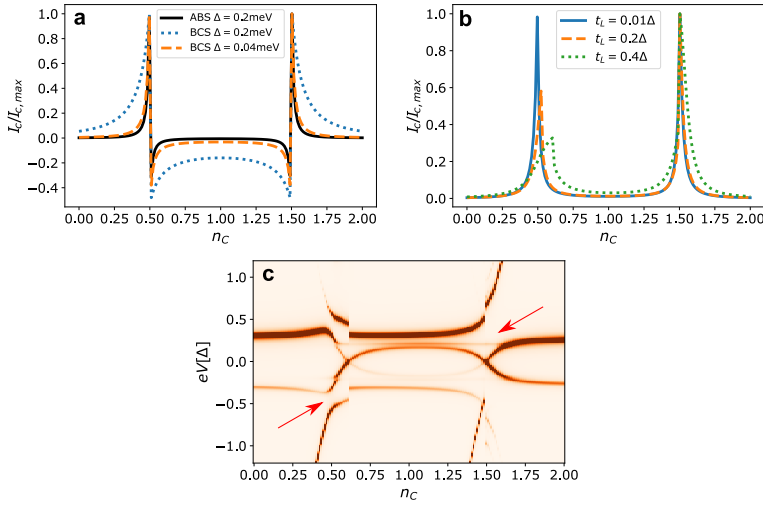 a
ABS Δ = 0.2meV
BCS Δ = 0.2meV
BCS Δ = 0.04meV
I_C/I_{c,max}
1.0
0.8
0.6
0.4
0.2
0.0
−0.2
−0.4
0.00 0.25 0.50 0.75 1.00 1.25 1.50 1.75 2.00
n_C
b
t_L = 0.01Δ
t_L = 0.2Δ
t_L = 0.4Δ
I_C/I_{c,max}
1.0
0.8
0.6
0.4
0.2
0.0
0.00 0.25 0.50 0.75 1.00 1.25 1.50 1.75 2.00
n_C
c
eV[Δ]
1.0
0.5
0.0
−0.5
−1.0
0.00 0.25 0.50 0.75 1.00 1.25 1.50 1.75 2.00
n_C